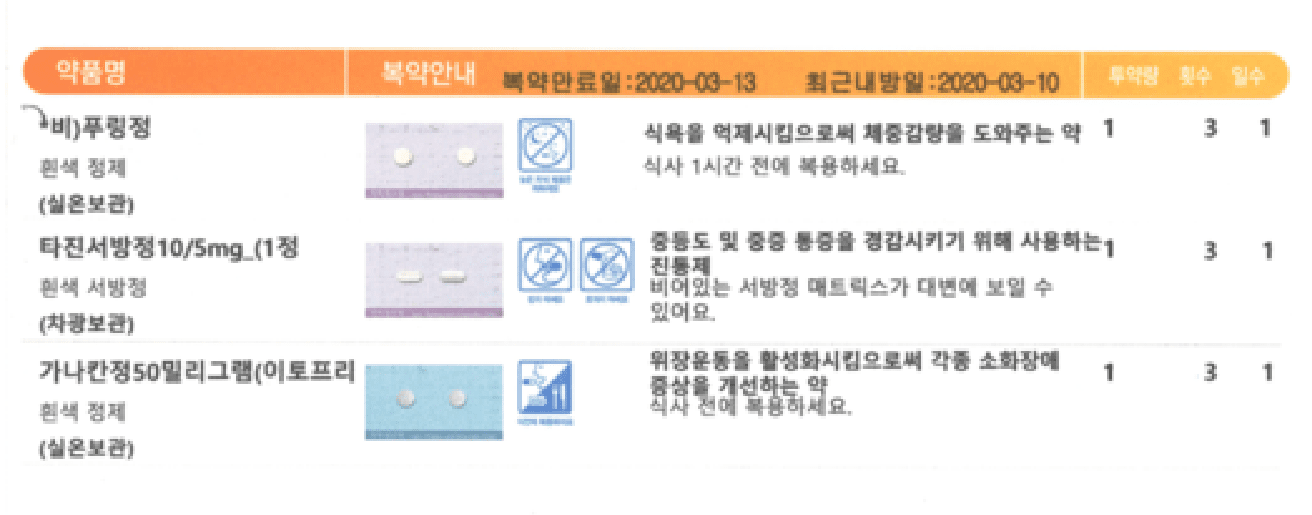 약품명 복약안내 복약만료일:2020-03-13 최근내방일:2020-03-10 투약량 횟수 일수
*비)푸링정
흰색 정제
(실온보관)
식욕을 억제시킴으로써 체중감량을 도와주는 약 1 3 1
식사 1시간 전에 복용하세요.
타진서방정10/5mg_(1정
흰색 서방정
(차광보관)
중등도 및 중증 통증을 경감시키기 위해 사용하는 1 3 1
진통제
비어있는 서방정 매트릭스가 대변에 보일 수
있어요.
가나칸정50밀리그램(이토프리
흰색 정제
(실온보관)
위장운동을 활성화시킴으로써 각종 소화장애 1 3 1
증상을 개선하는 약
식사 전에 복용하세요.